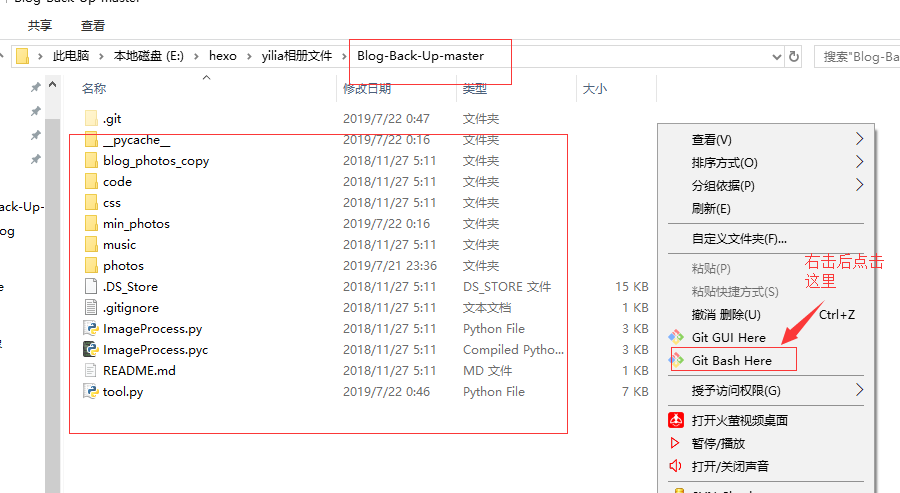 Blog-Back-Up-master
共享 查看
此电脑 本地磁盘 (E:) hexo yilia相册文件 Blog-Back-Up-master 搜索"Blog-Ba
名称 修改日期 类型 大小
.git 2019/7/22 0:47 文件夹
__pycache__ 2019/7/22 0:16 文件夹
blog_photos_copy 2018/11/27 5:11 文件夹
code 2018/11/27 5:11 文件夹
css 2018/11/27 5:11 文件夹
min_photos 2019/7/22 0:16 文件夹
music 2018/11/27 5:11 文件夹
photos 2019/7/21 23:36 文件夹
.DS_Store 2018/11/27 5:11 DS_STORE 文件 15 KB
.gitignore 2018/11/27 5:11 文本文档 1 KB
ImageProcess.py 2018/11/27 5:11 Python File 3 KB
ImageProcess.pyc 2018/11/27 5:11 Compiled Pytho... 3 KB
README.md 2018/11/27 5:11 MD 文件 1 KB
tool.py 2019/7/22 0:46 Python File 7 KB
ack-Up-
og
查看(V)
排序方式(O)
分组依据(P)
刷新(E)
自定义文件夹(F)...
粘贴(P)
粘贴快捷方式(S)
撤消 删除(U) Ctrl+Z
Git GUI Here
Git Bash Here
授予访问权限(G)
打开火萤视频桌面
暂停/播放
打开/关闭声音
右击后点击
这里